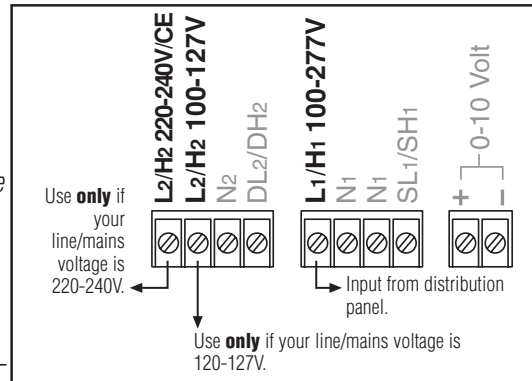 L2/H2 220-240V/CE
L2/H2 100-127V
N2
DL2/DH2
L1/H1 100-277V
N1
N1
SL1/SH1
+
–
0-10 Volt
Use only if
your
line/mains
voltage is
220-240V.
Input from distribution
panel.
Use only if your line/mains voltage is
120-127V.